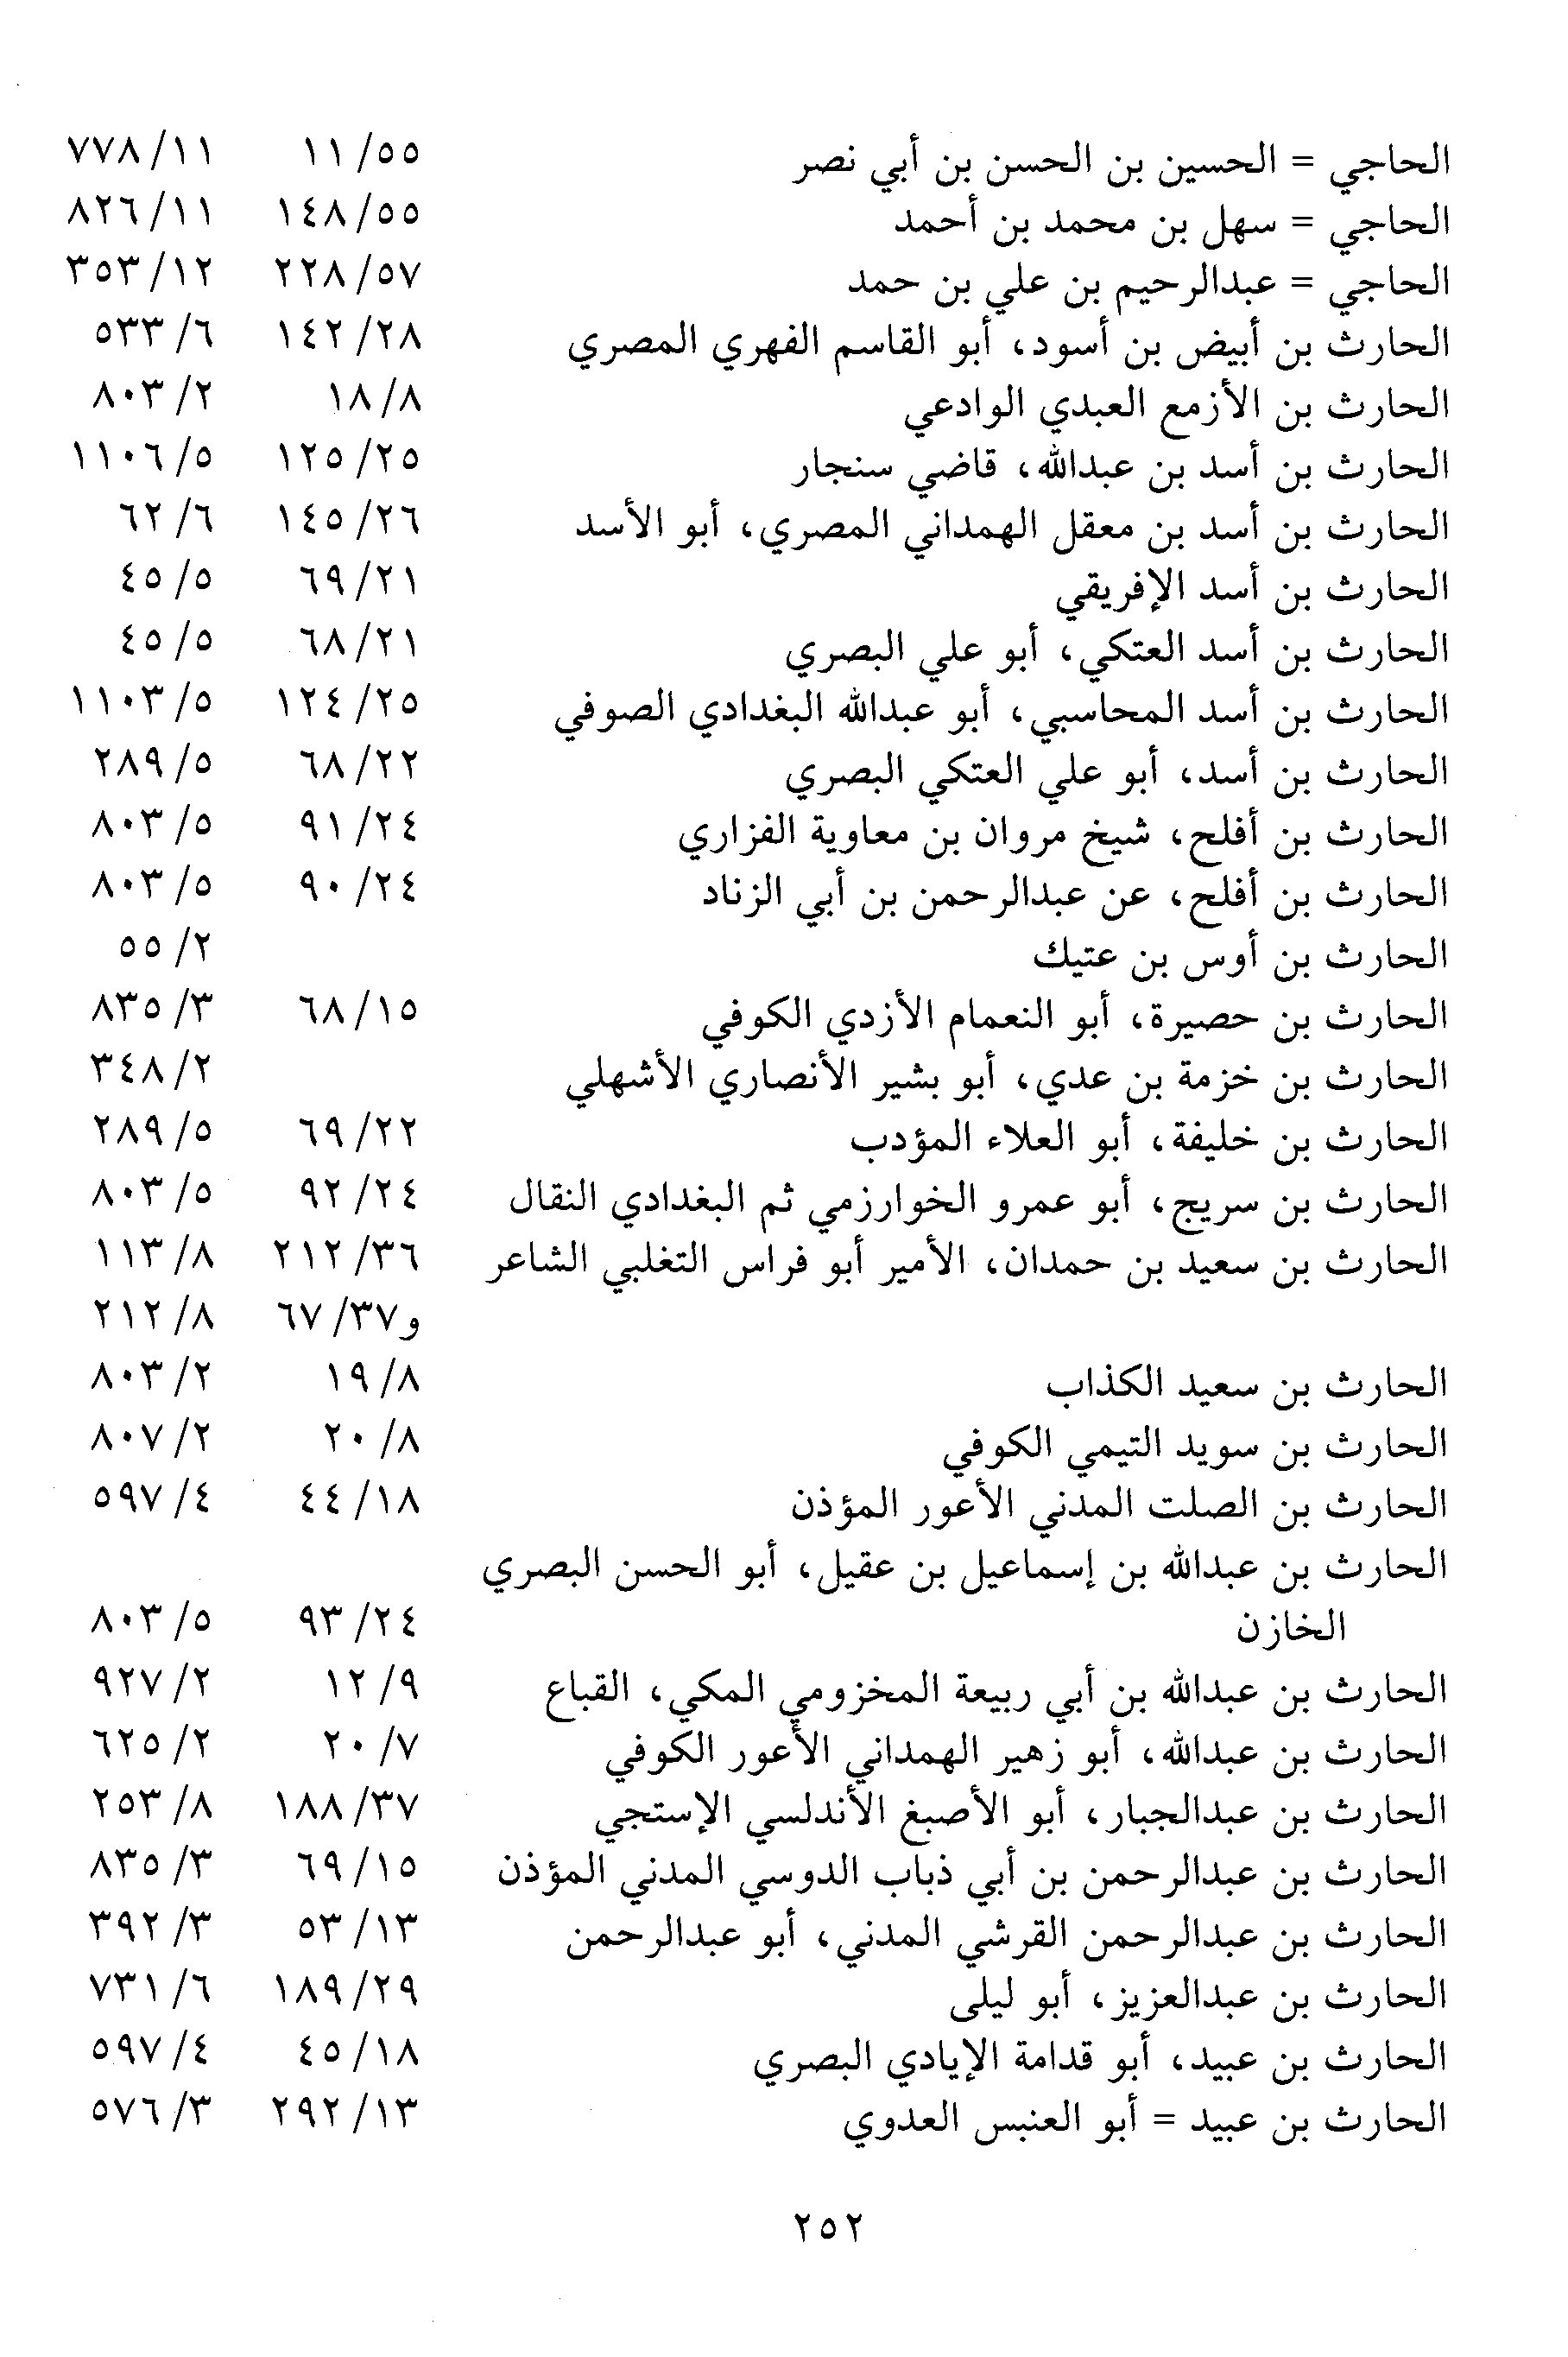 الحاجي = الحسين بن الحسن بن أبي نصر ٥٥/ ١١ ١١/ ٧٧٨
الحاجي = سهل بن محمد بن أحمد ٥٥/ ١٤٨ ١١/ ٨٢٦
الحاجي = عبدالرحيم بن علي بن حمد ٥٧/ ٢٢٨ ١٢/ ٣٥٣
الحارث بن أبيض بن أسود، أبو القاسم الفهري المصري ٢٨/ ١٤٢ ٦/ ٥٣٣
الحارث بن الأزمع العبدي الوادعي ٨/ ١٨ ٢/ ٨٠٣
الحارث بن أسد بن عبدالله، قاضي سنجار ٢٥/ ١٢٥ ٥/ ١١٠٦
الحارث بن أسد بن معقل الهمداني المصري، أبو الأسد ٢٦/ ١٤٥ ٦/ ٦٢
الحارث بن أسد الإفريقي ٢١/ ٦٩ ٥/ ٤٥
الحارث بن أسد العتكي، أبو علي البصري ٢١/ ٦٨ ٥/ ٤٥
الحارث بن أسد المحاسبي، أبو عبدالله البغدادي الصوفي ٢٥/ ١٢٤ ٥/ ١١٠٣
الحارث بن أسد، أبو علي العتكي البصري ٢٢/ ٦٨ ٥/ ٢٨٩
الحارث بن أفلح، شيخ مروان بن معاوية الفزاري ٢٤/ ٩١ ٥/ ٨٠٣
الحارث بن أفلح، عن عبدالرحمن بن أبي الزناد ٢٤/ ٩٠ ٥/ ٨٠٣
الحارث بن أوس بن عتيك ٢/ ٥٥
الحارث بن حصيرة، أبو النعمام الأزدي الكوفي ١٥/ ٦٨ ٣/ ٨٣٥
الحارث بن خزمة بن عدي، أبو بشير الأنصاري الأشهلي ٢/ ٣٤٨
الحارث بن خليفة، أبو العلاء المؤدب ٢٢/ ٦٩ ٥/ ٢٨٩
الحارث بن سريج، أبو عمرو الخوارزمي ثم البغدادي النقال ٢٤/ ٩٢ ٥/ ٨٠٣
الحارث بن سعيد بن حمدان، الأمير أبو فراس التغلبي الشاعر ٣٦/ ٢١٢ ٨/ ١١٣
و٣٧/ ٦٧ ٨/ ٢١٢
الحارث بن سعيد الكذاب ٨/ ١٩ ٢/ ٨٠٣
الحارث بن سويد التيمي الكوفي ٨/ ٢٠ ٢/ ٨٠٧
الحارث بن الصلت المدني الأعور المؤذن ١٨/ ٤٤ ٤/ ٥٩٧
الحارث بن عبدالله بن إسماعيل بن عقيل، أبو الحسن البصري
الخازن ٢٤/ ٩٣ ٥/ ٨٠٣
الحارث بن عبدالله بن أبي ربيعة المخزومي المكي، القباع ٩/ ١٢ ٢/ ٩٢٧
الحارث بن عبدالله، أبو زهير الهمداني الأعور الكوفي ٧/ ٢٠ ٢/ ٦٢٥
الحارث بن عبدالجبار، أبو الأصبغ الأندلسي الإستجي ٣٧/ ١٨٨ ٨/ ٢٥٣
الحارث بن عبدالرحمن بن أبي ذباب الدوسي المدني المؤذن ١٥/ ٦٩ ٣/ ٨٣٥
الحارث بن عبدالرحمن القرشي المدني، أبو عبدالرحمن ١٣/ ٥٣ ٣/ ٣٩٢
الحارث بن عبدالعزيز، أبو ليلى ٢٩/ ١٨٩ ٦/ ٧٣١
الحارث بن عبيد، أبو قدامة الإيادي البصري ١٨/ ٤٥ ٤/ ٥٩٧
الحارث بن عبيد = أبو العنبس العدوي ١٣/ ٢٩٢ ٣/ ٥٧٦
٢٥٢